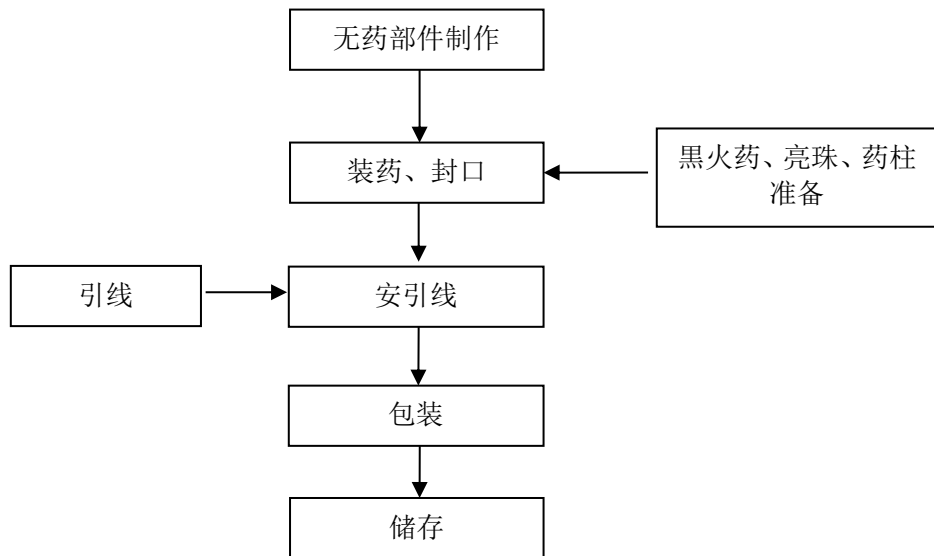 无药部件制作
装药、封口
黑火药、亮珠、药柱
准备
引线
安引线
包装
储存